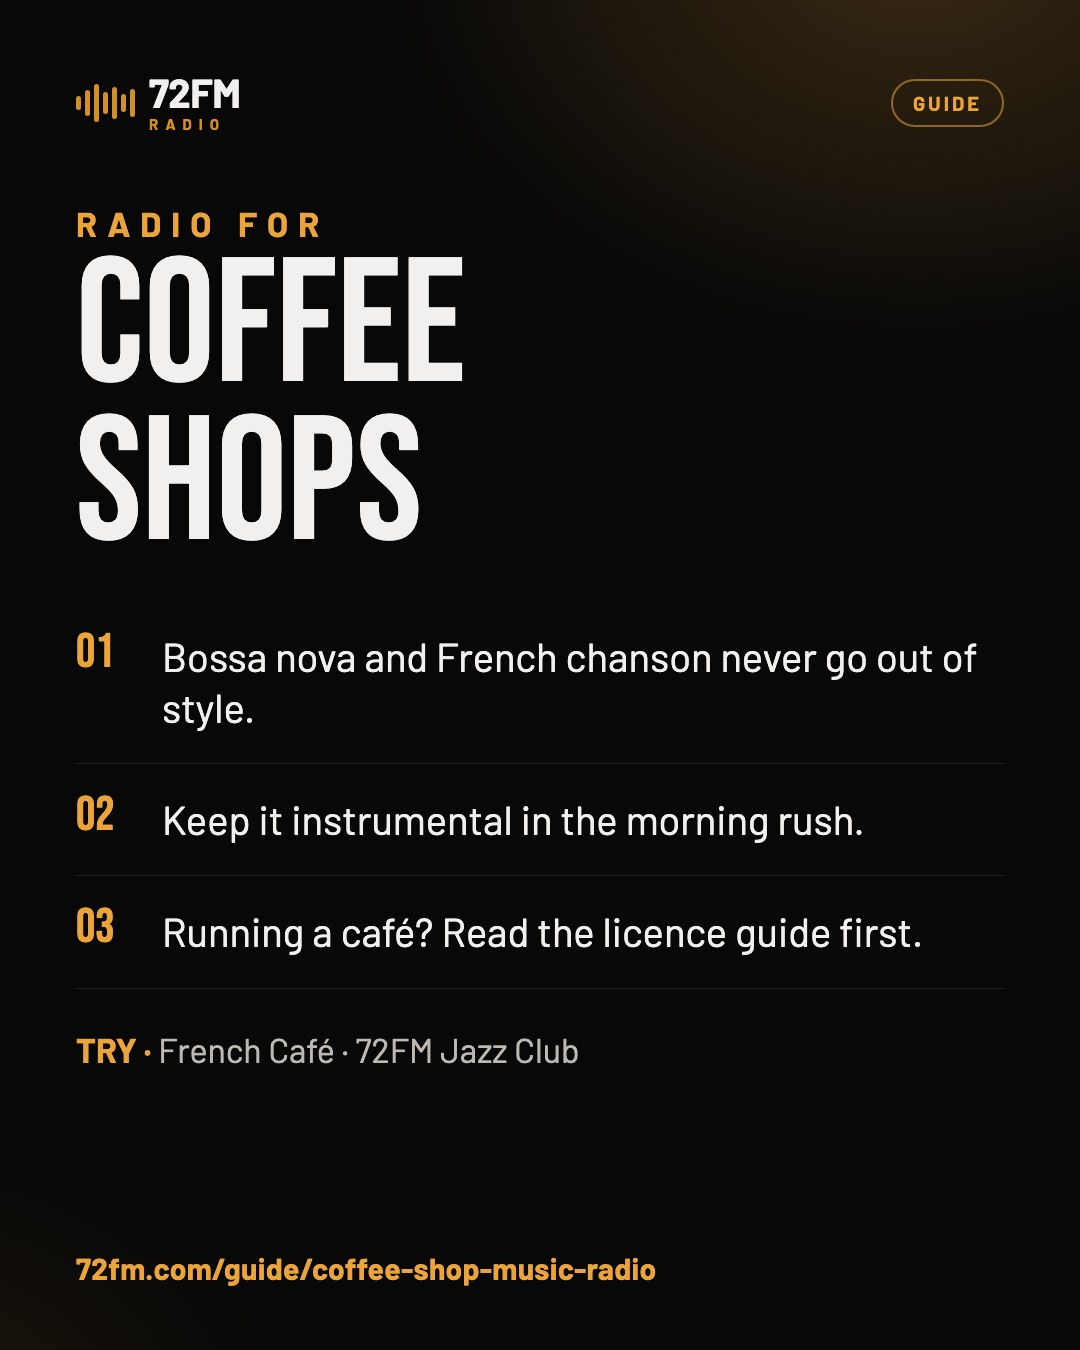 72FM
RADIO
GUIDE
RADIO FOR
COFFEE
SHOPS
01 Bossa nova and French chanson never go out of
style.
02 Keep it instrumental in the morning rush.
03 Running a café? Read the licence guide first.
TRY · French Café · 72FM Jazz Club
72fm.com/guide/coffee-shop-music-radio